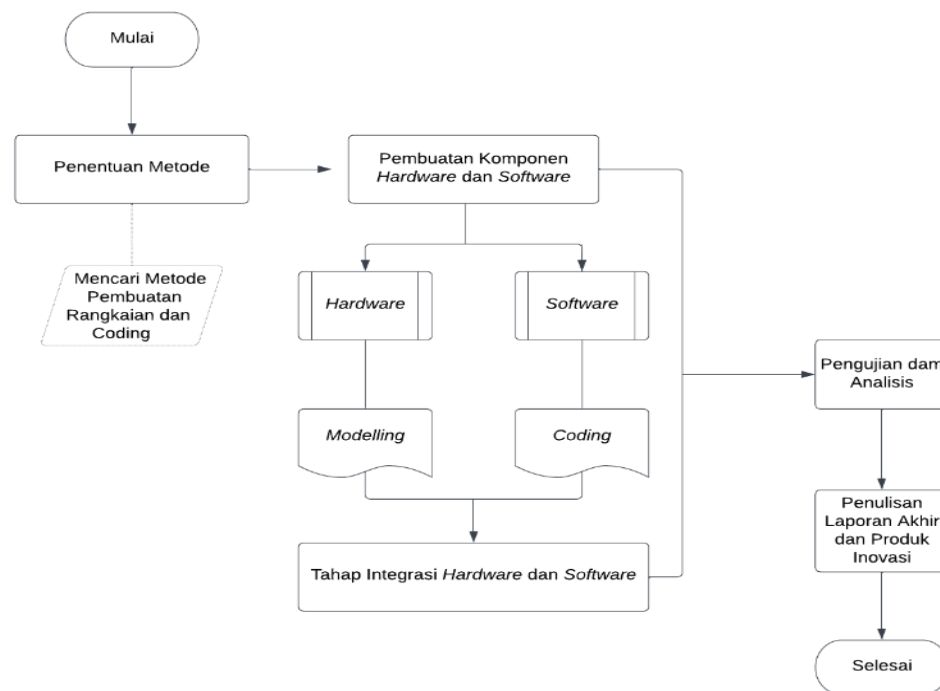 Mulai
Penentuan Metode
Mencari Metode
Pembuatan
Rangkaian dan
Coding
Pembuatan Komponen
Hardware dan Software
Hardware
Software
Modelling
Coding
Tahap Integrasi Hardware dan Software
Pengujian dam
Analisis
Penulisan
Laporan Akhir
dan Produk
Inovasi
Selesai